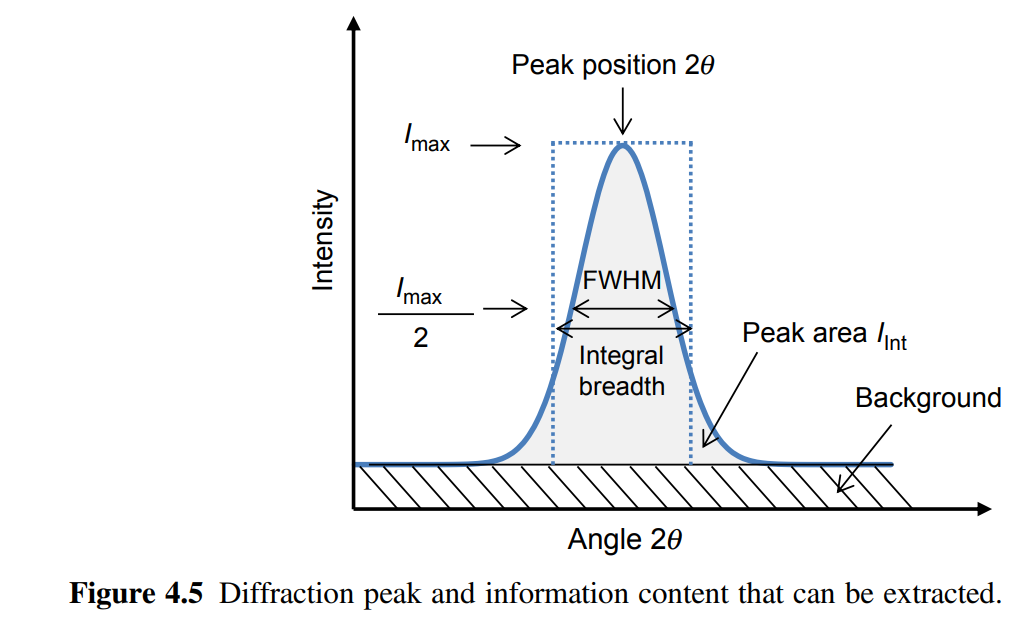 Peak position 2θ
Imax
Intensity
FWHM
Imax
2
Integral
breadth
Peak area IInt
Background
Angle 2θ
Figure 4.5 Diffraction peak and information content that can be extracted.